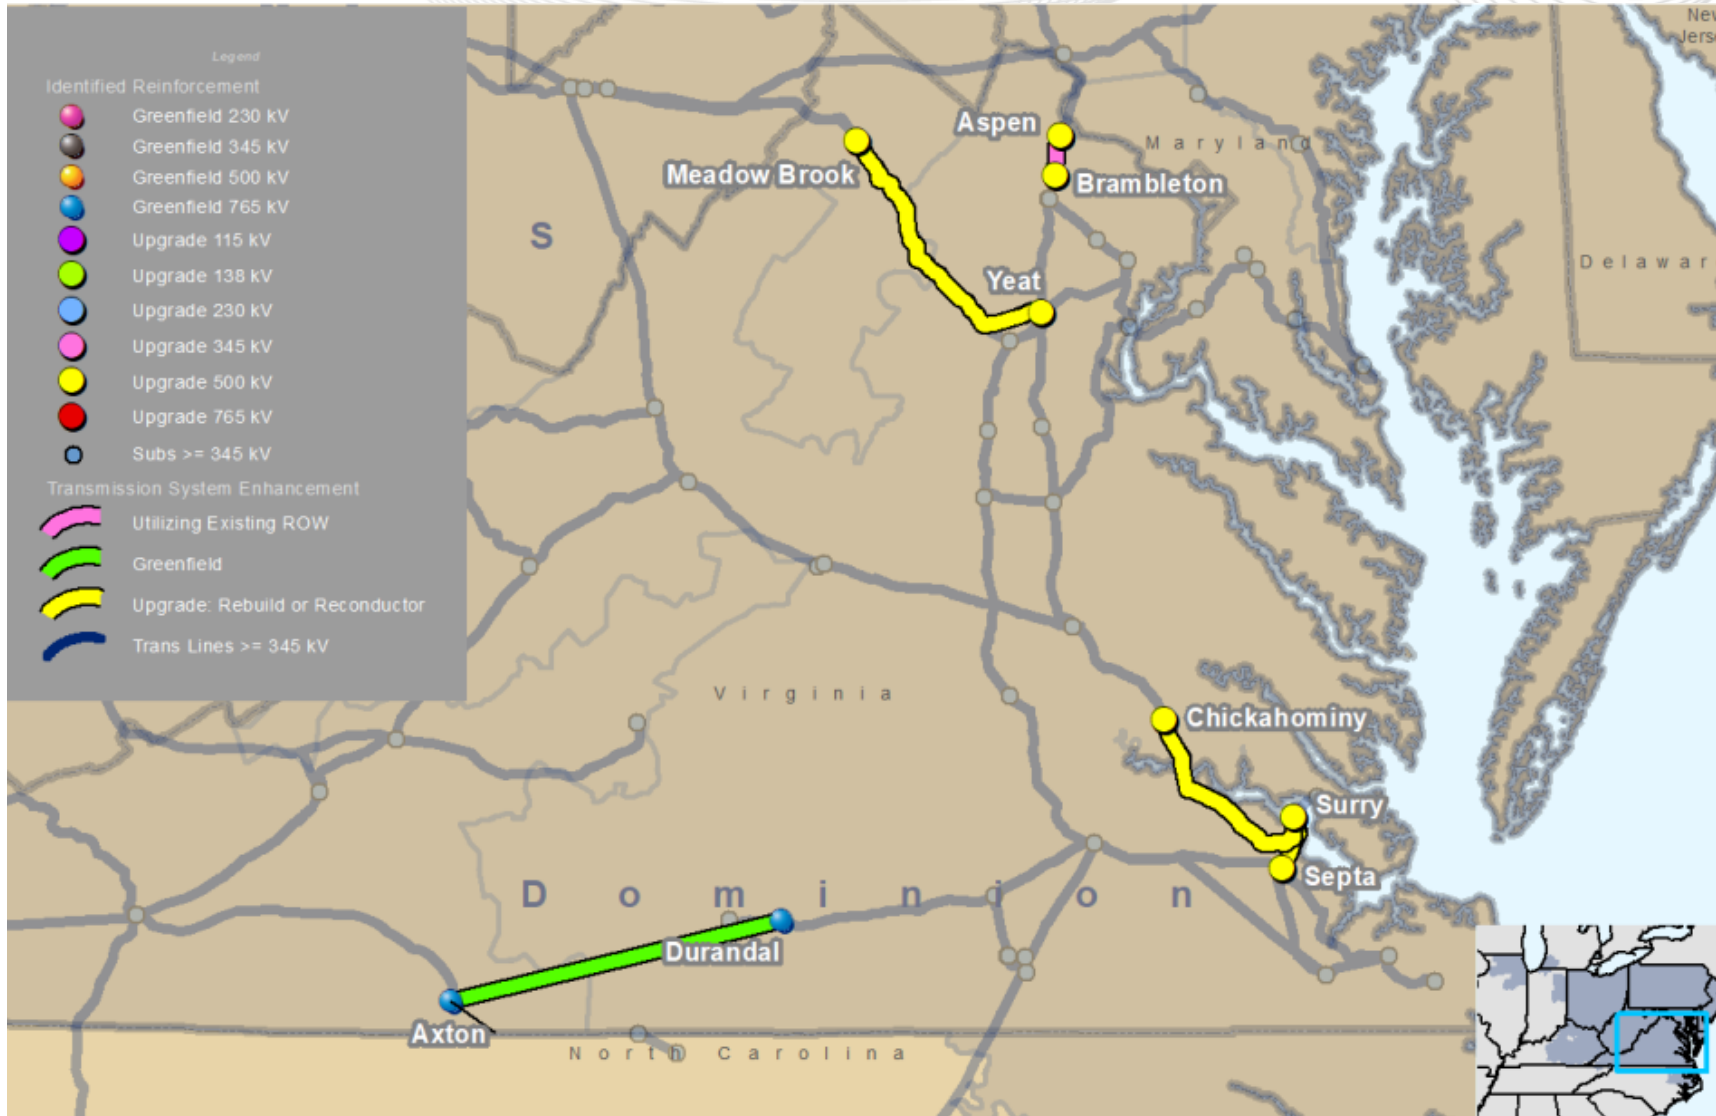 Legend
Identified Reinforcement
Greenfield 230 kV
Greenfield 345 kV
Greenfield 500 kV
Greenfield 765 kV
Upgrade 115 kV
Upgrade 138 kV
Upgrade 230 kV
Upgrade 345 kV
Upgrade 500 kV
Upgrade 765 kV
Subs >= 345 kV
Transmission System Enhancement
Utilizing Existing ROW
Greenfield
Upgrade: Rebuild or Reconductor
Trans Lines >= 345 kV
New
Jers
Aspen
Maryland
Meadow Brook
Brambleton
S
Delawar
Yeat
Virginia
Chickahominy
Surry
Septa
Dominion
Durandal
Axton
North Carolina